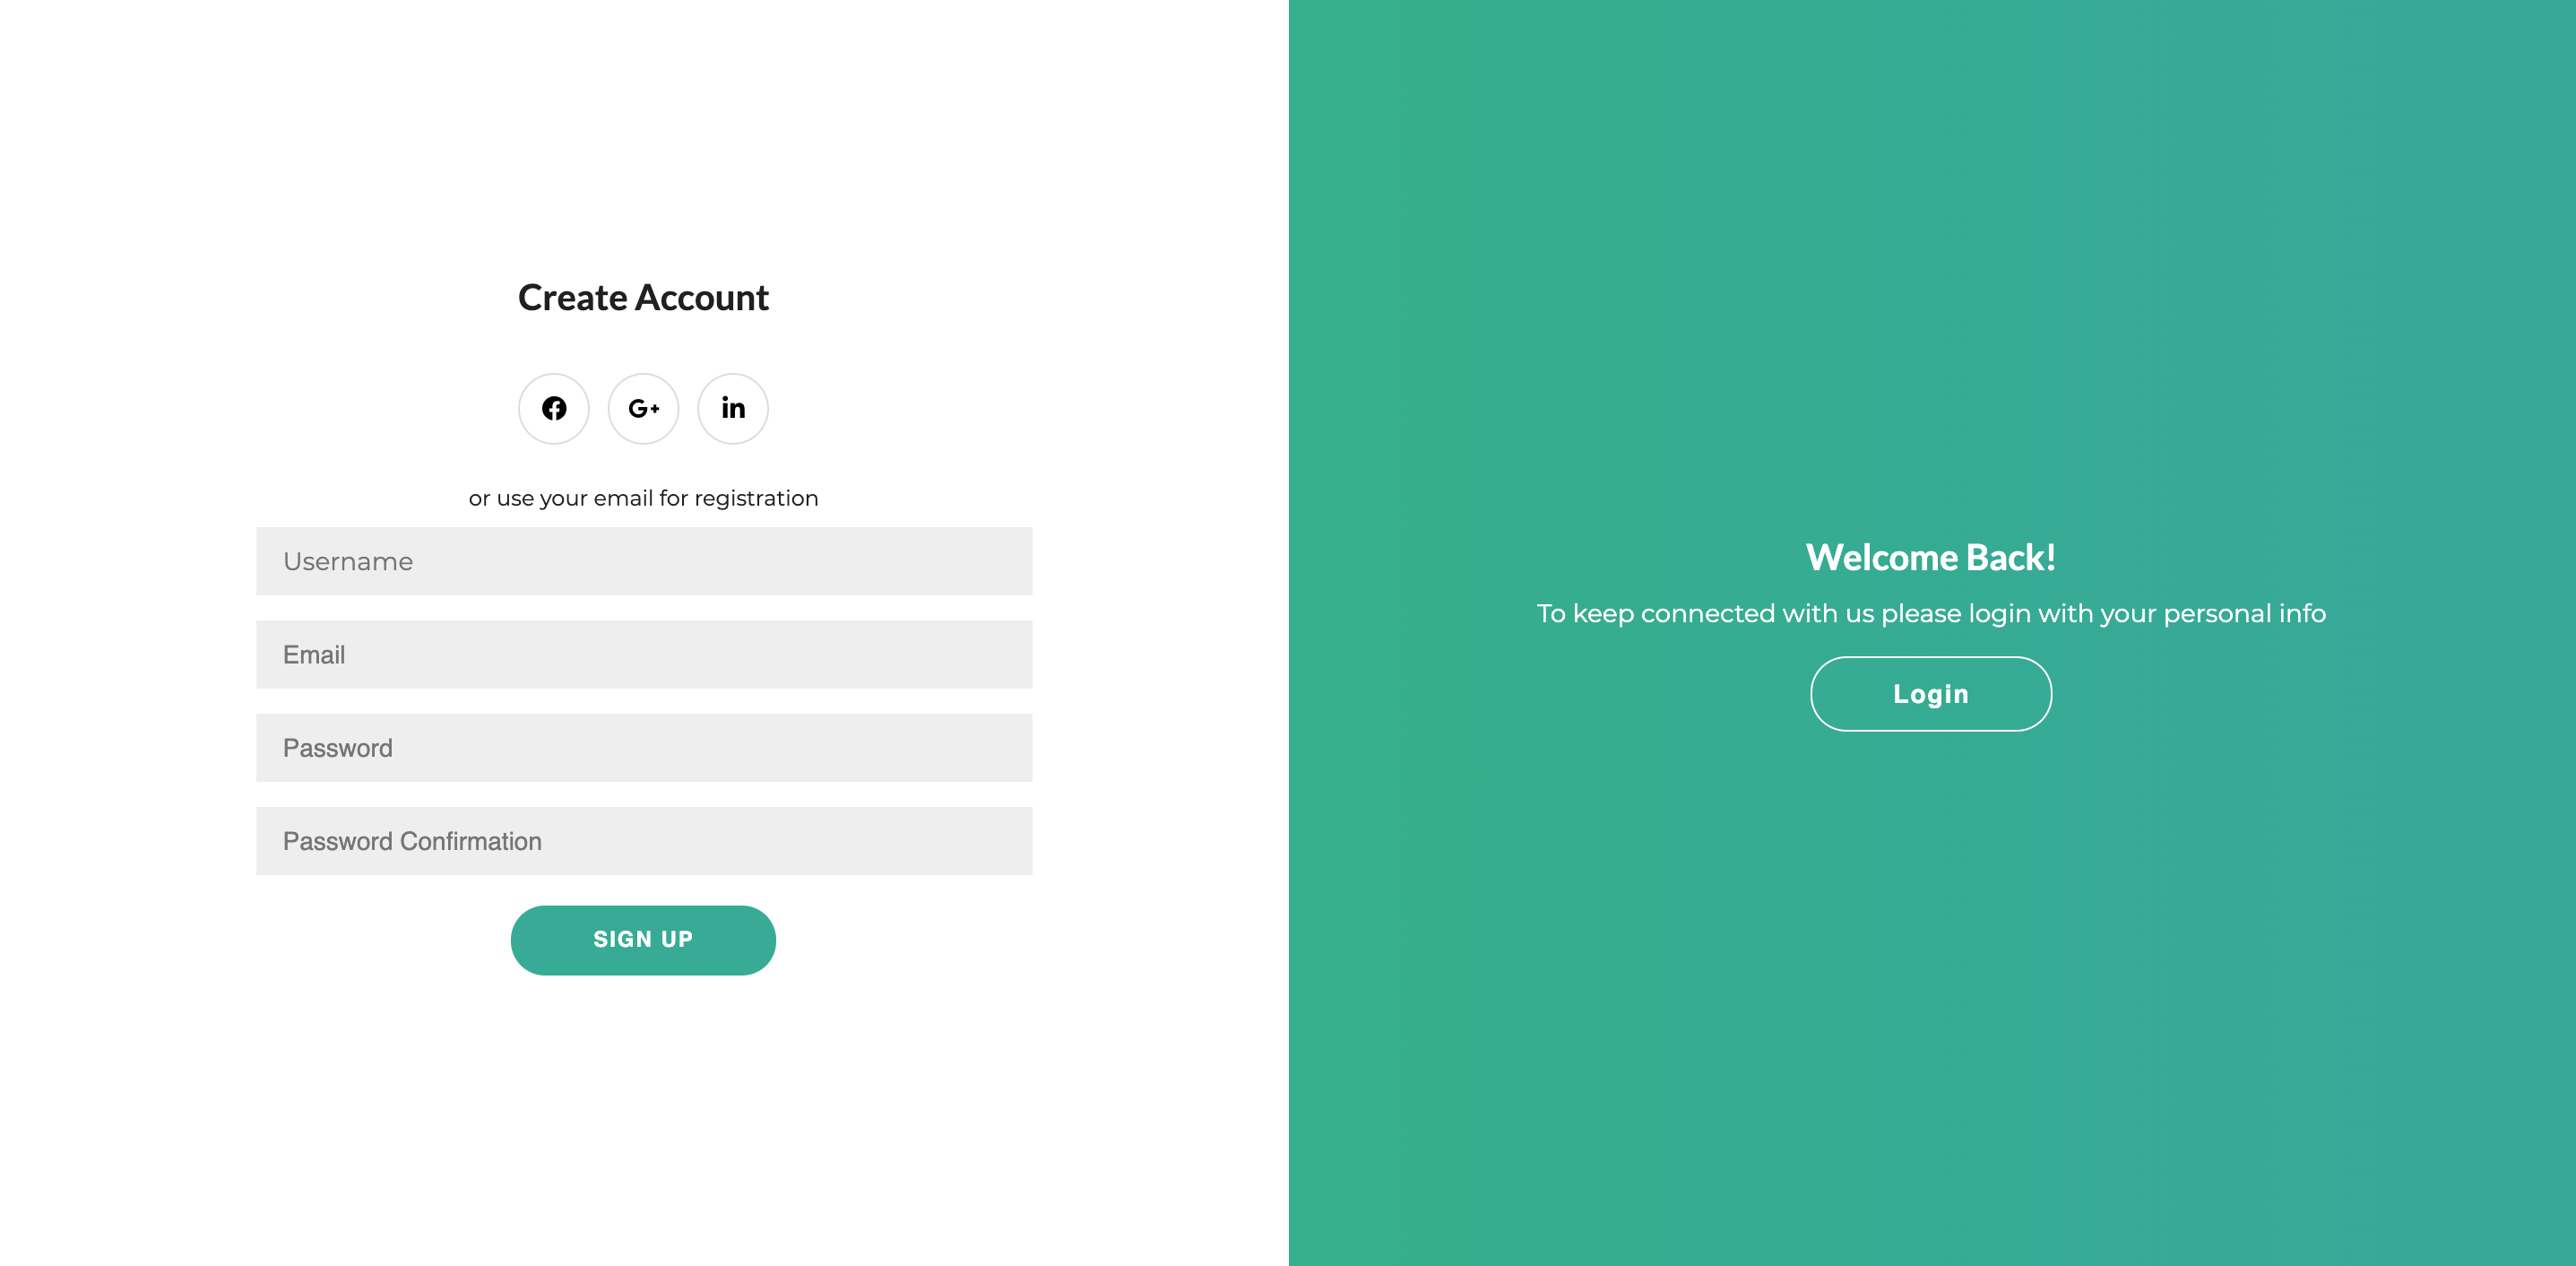 Create Account
G+ in
or use your email for registration
Username
Email
Password
Password Confirmation
SIGN UP
Welcome Back!
To keep connected with us please login with your personal info
Login